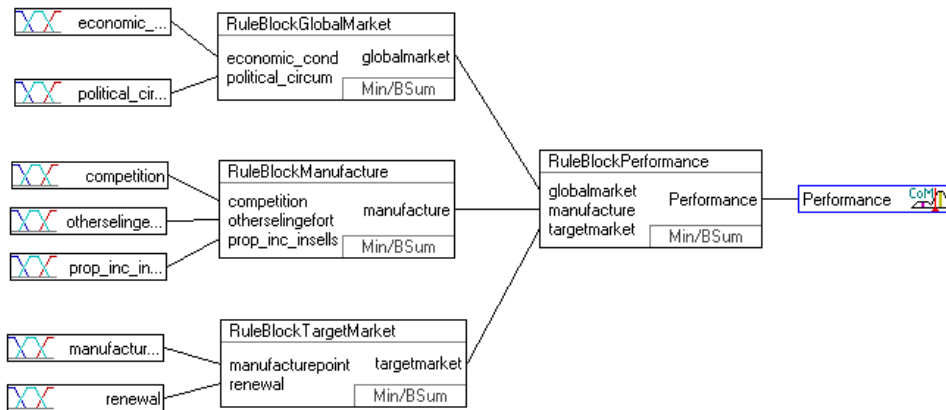 economic_...
political_cir...
RuleBlockGlobalMarket
economic_cond
political_circum
globalmarket
Min/BSum
competition
otherselinge...
prop_inc_in...
RuleBlockManufacture
competition
otherselingefort
prop_inc_insells
manufacture
Min/BSum
manufactur...
renewal
RuleBlockTargetMarket
manufacturepoint
renewal
targetmarket
Min/BSum
RuleBlockPerformance
globalmarket
manufacture
targetmarket
Performance
Min/BSum
Performance
CoM